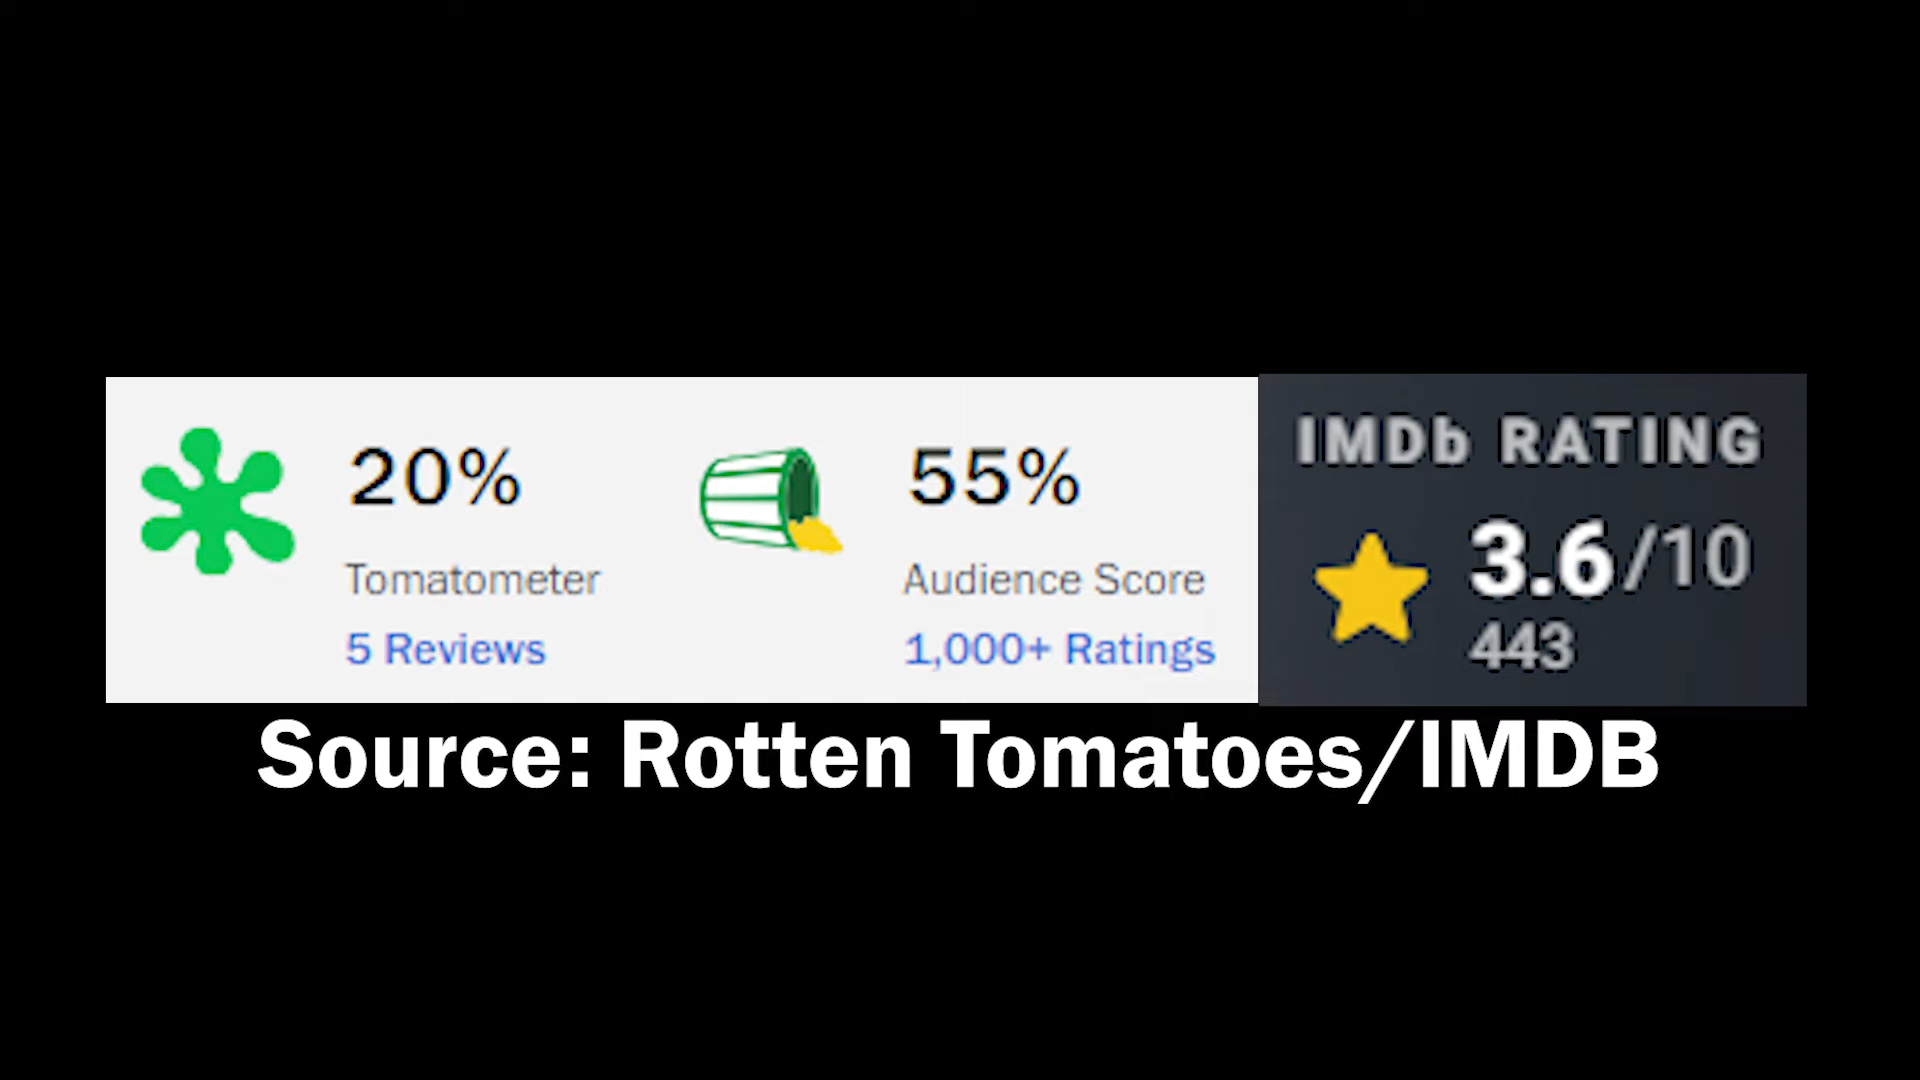 20%
Tomatometer
5 Reviews
55%
Audience Score
1,000+ Ratings
IMDb RATING
3.6/10
443
Source: Rotten Tomatoes/IMDB